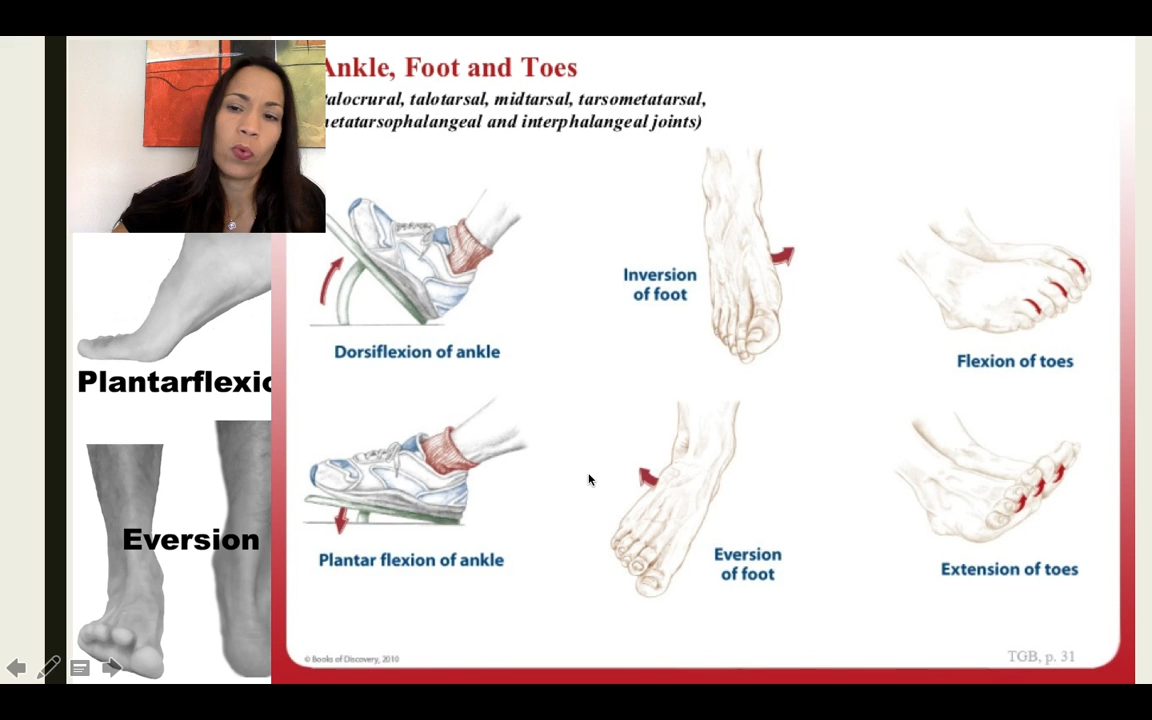 Ankle, Foot and Toes
talocrural, talotarsal, midtarsal, tarsometatarsal,
metatarsophalangeal and interphalangeal joints)
Inversion
of foot
Dorsiflexion of ankle
Flexion of toes
Plantarflexio
Eversion
Plantar flexion of ankle
Eversion
of foot
Extension of toes
© Books of Discovery, 2010
TGB, p. 31